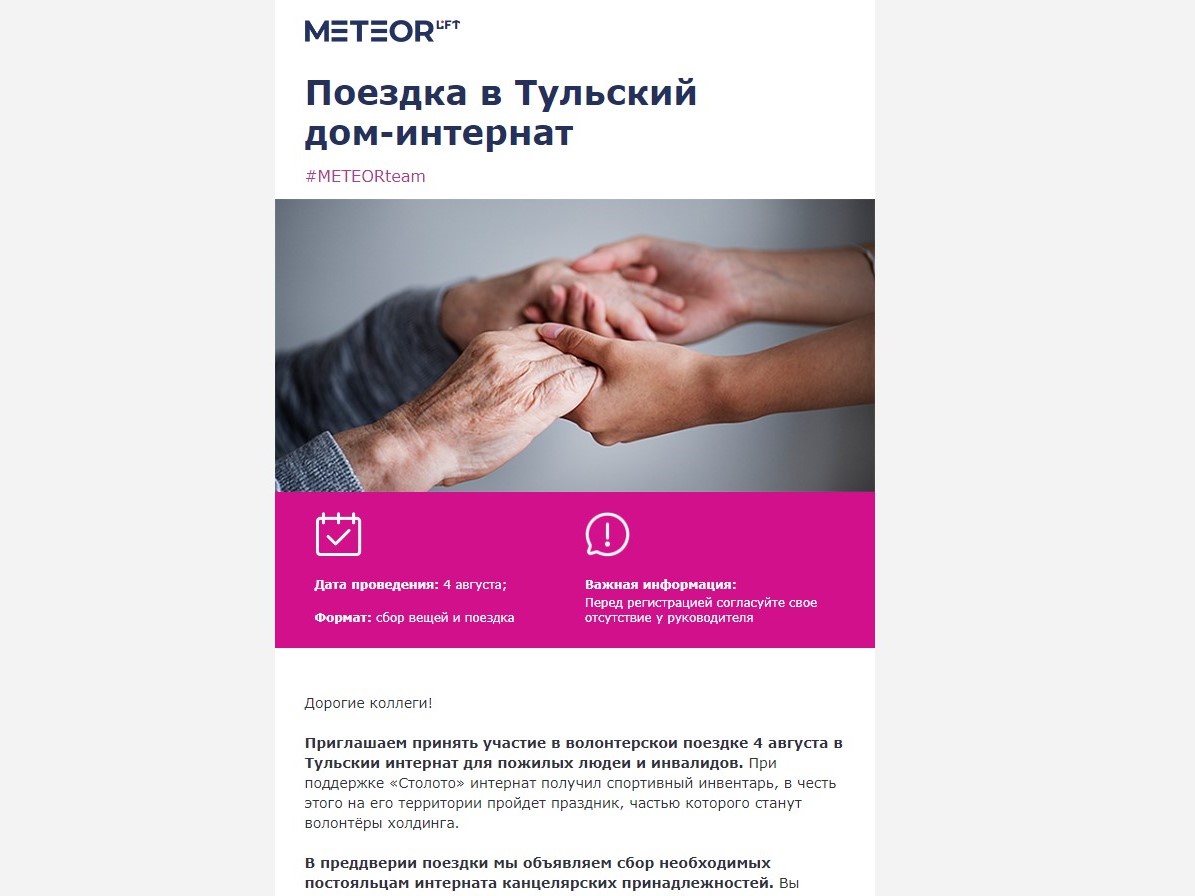 METEOR LIFT
Поездка в Тульский
дом-интернат
#METEORteam
Дата проведения: 4 августа;
Формат: сбор вещей и поездка
Важная информация:
Перед регистрацией согласуйте свое
отсутствие у руководителя
Дорогие коллеги!
Приглашаем принять участие в волонтерскои поездке 4 августа в
Тульскии интернат для пожилых людеи и инвалидов. При
поддержке «Столото» интернат получил спортивный инвентарь, в честь
этого на его территории пройдет праздник, частью которого станут
волонтёры холдинга.
В преддверии поездки мы объявляем сбор необходимых
постояльцам интерната канцелярских принадлежностей. Вы